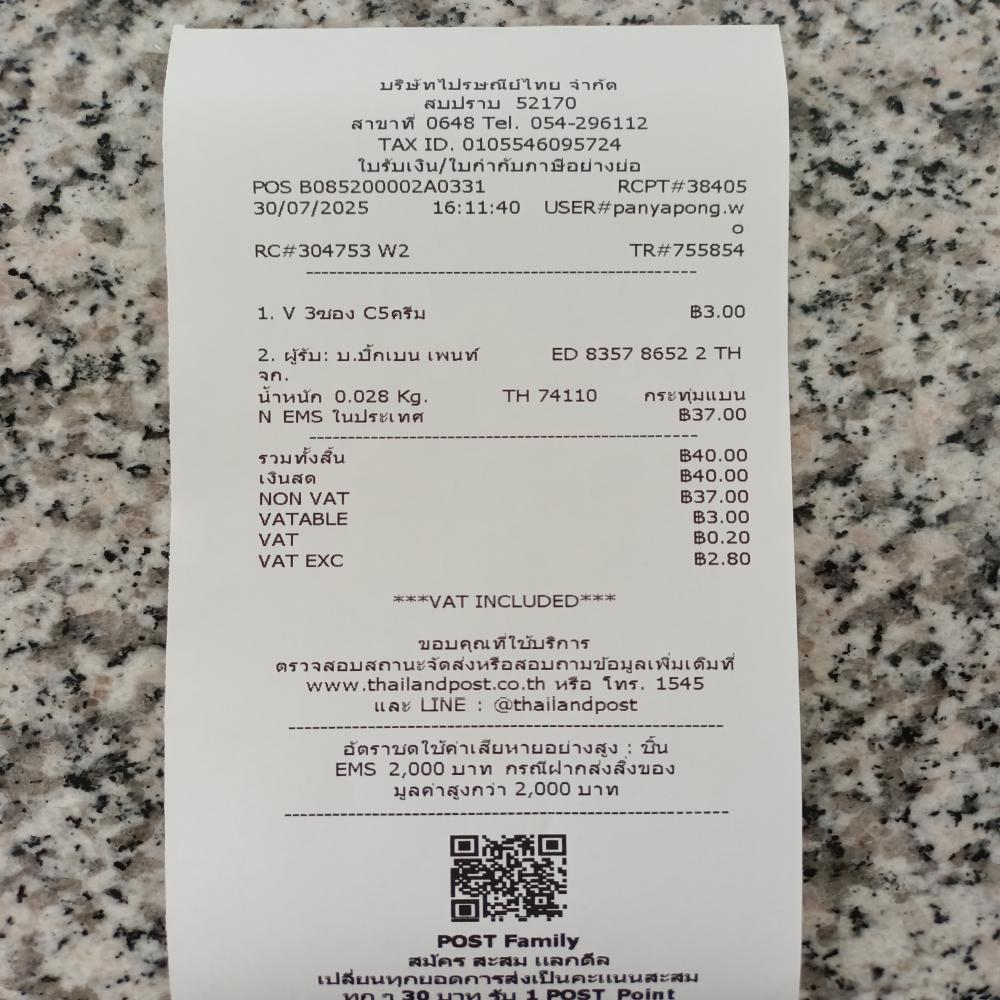 บริษัทไปรษณีย์ไทย จำกัด
สบปราบ 52170
สาขาที่ 0648 Tel. 054-296112
TAX ID. 0105546095724
ใบรับเงิน/ใบกำกับภาษีอย่างย่อ
POS B085200002A0331 RCPT#38405
30/07/2025 16:11:40 USER#panyapong.w
o
RC#304753 W2 TR#755854
--------------------------------------------------
1. V 3ซอง C5ครีม ฿3.00
2. ผู้รับ: บ.บิ๊กเบน เพนท์ ED 8357 8652 2 TH
จก.
น้ำหนัก 0.028 Kg. TH 74110 กระทุ่มแบน
N EMS ในประเทศ ฿37.00
--------------------------------------------------
รวมทั้งสิ้น ฿40.00
เงินสด ฿40.00
NON VAT ฿37.00
VATABLE ฿3.00
VAT ฿0.20
VAT EXC ฿2.80
***VAT INCLUDED***
ขอบคุณที่ใช้บริการ
ตรวจสอบสถานะจัดส่งหรือสอบถามข้อมูลเพิ่มเติมที่
www.thailandpost.co.th หรือ โทร. 1545
และ LINE : @thailandpost
--------------------------------------------------------
อัตราชดใช้ค่าเสียหายอย่างสูง : ชิ้น
EMS 2,000 บาท กรณีฝากส่งสิ่งของ
มูลค่าสูงกว่า 2,000 บาท
---------------------------------------------------------
POST Family
สมัคร สะสม แลกดีล
เปลี่ยนทุกยอดการส่งเป็นคะแนนสะสม
ทุก ๆ 30 บาท รับ 1 POST Point